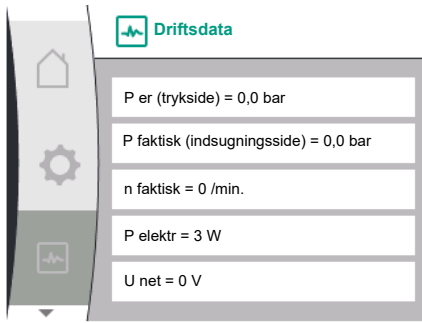 Driftsdata
P er (trykside) = 0,0 bar
P faktisk (indsugningsside) = 0,0 bar
n faktisk = 0 /min.
P elektr = 3 W
U net = 0 V